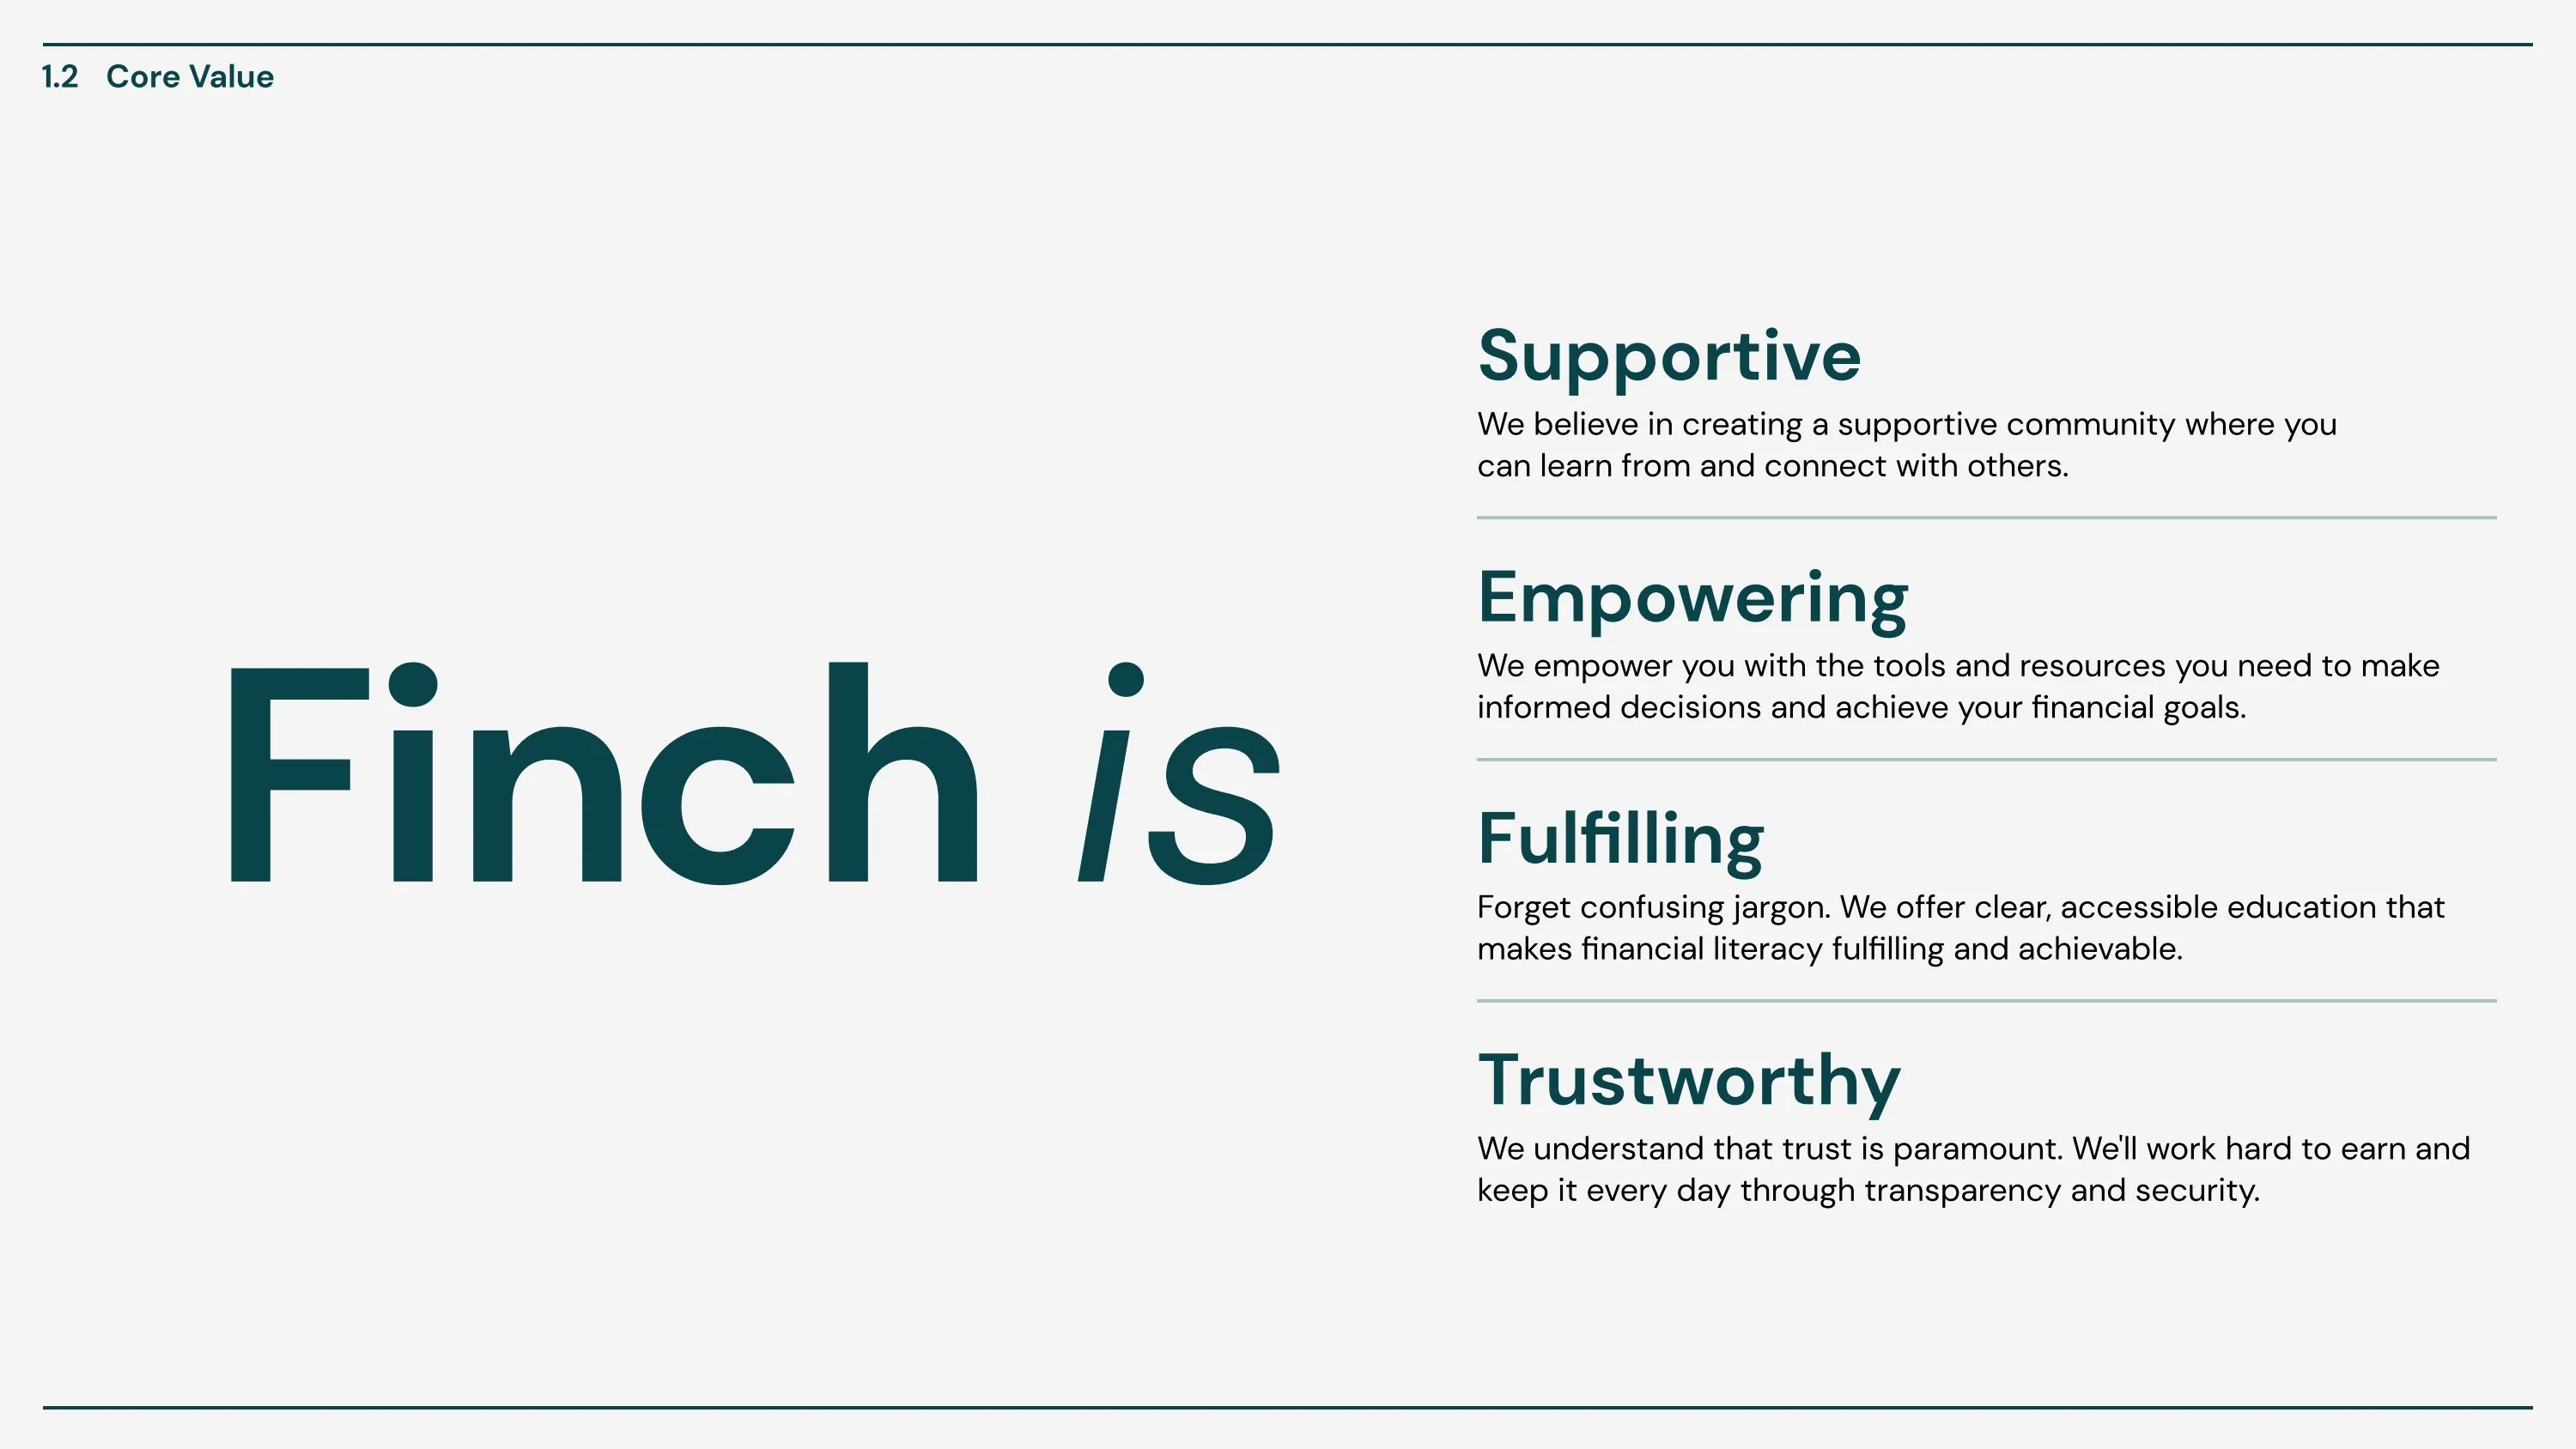 1.2 Core Value
Finch is
Supportive
We believe in creating a supportive community where you
can learn from and connect with others.
Empowering
We empower you with the tools and resources you need to make
informed decisions and achieve your financial goals.
Fulfilling
Forget confusing jargon. We offer clear, accessible education that
makes financial literacy fulfilling and achievable.
Trustworthy
We understand that trust is paramount. We'll work hard to earn and
keep it every day through transparency and security.